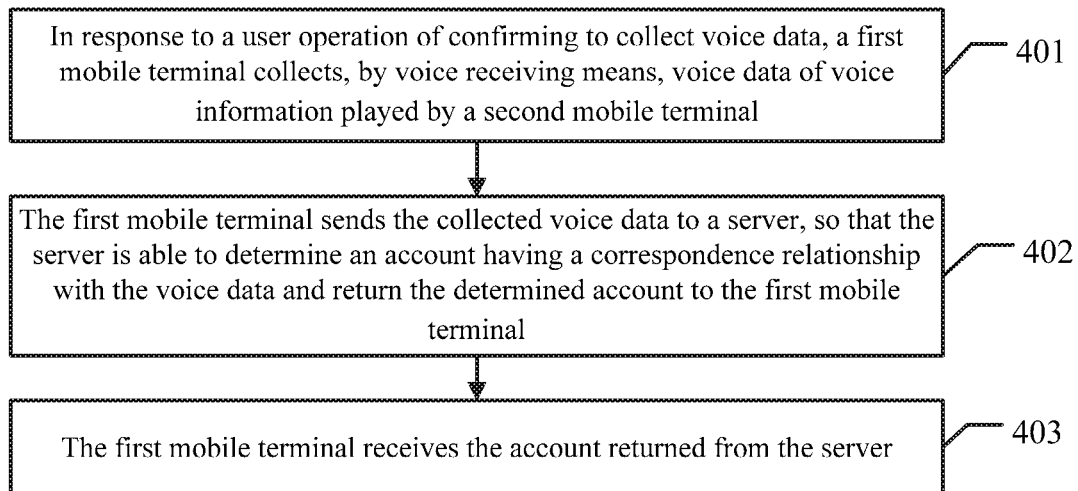 In response to a user operation of confirming to collect voice data, a first
mobile terminal collects, by voice receiving means, voice data of voice
information played by a second mobile terminal
401
The first mobile terminal sends the collected voice data to a server, so that the
server is able to determine an account having a correspondence relationship
with the voice data and return the determined account to the first mobile
terminal
402
The first mobile terminal receives the account returned from the server
403